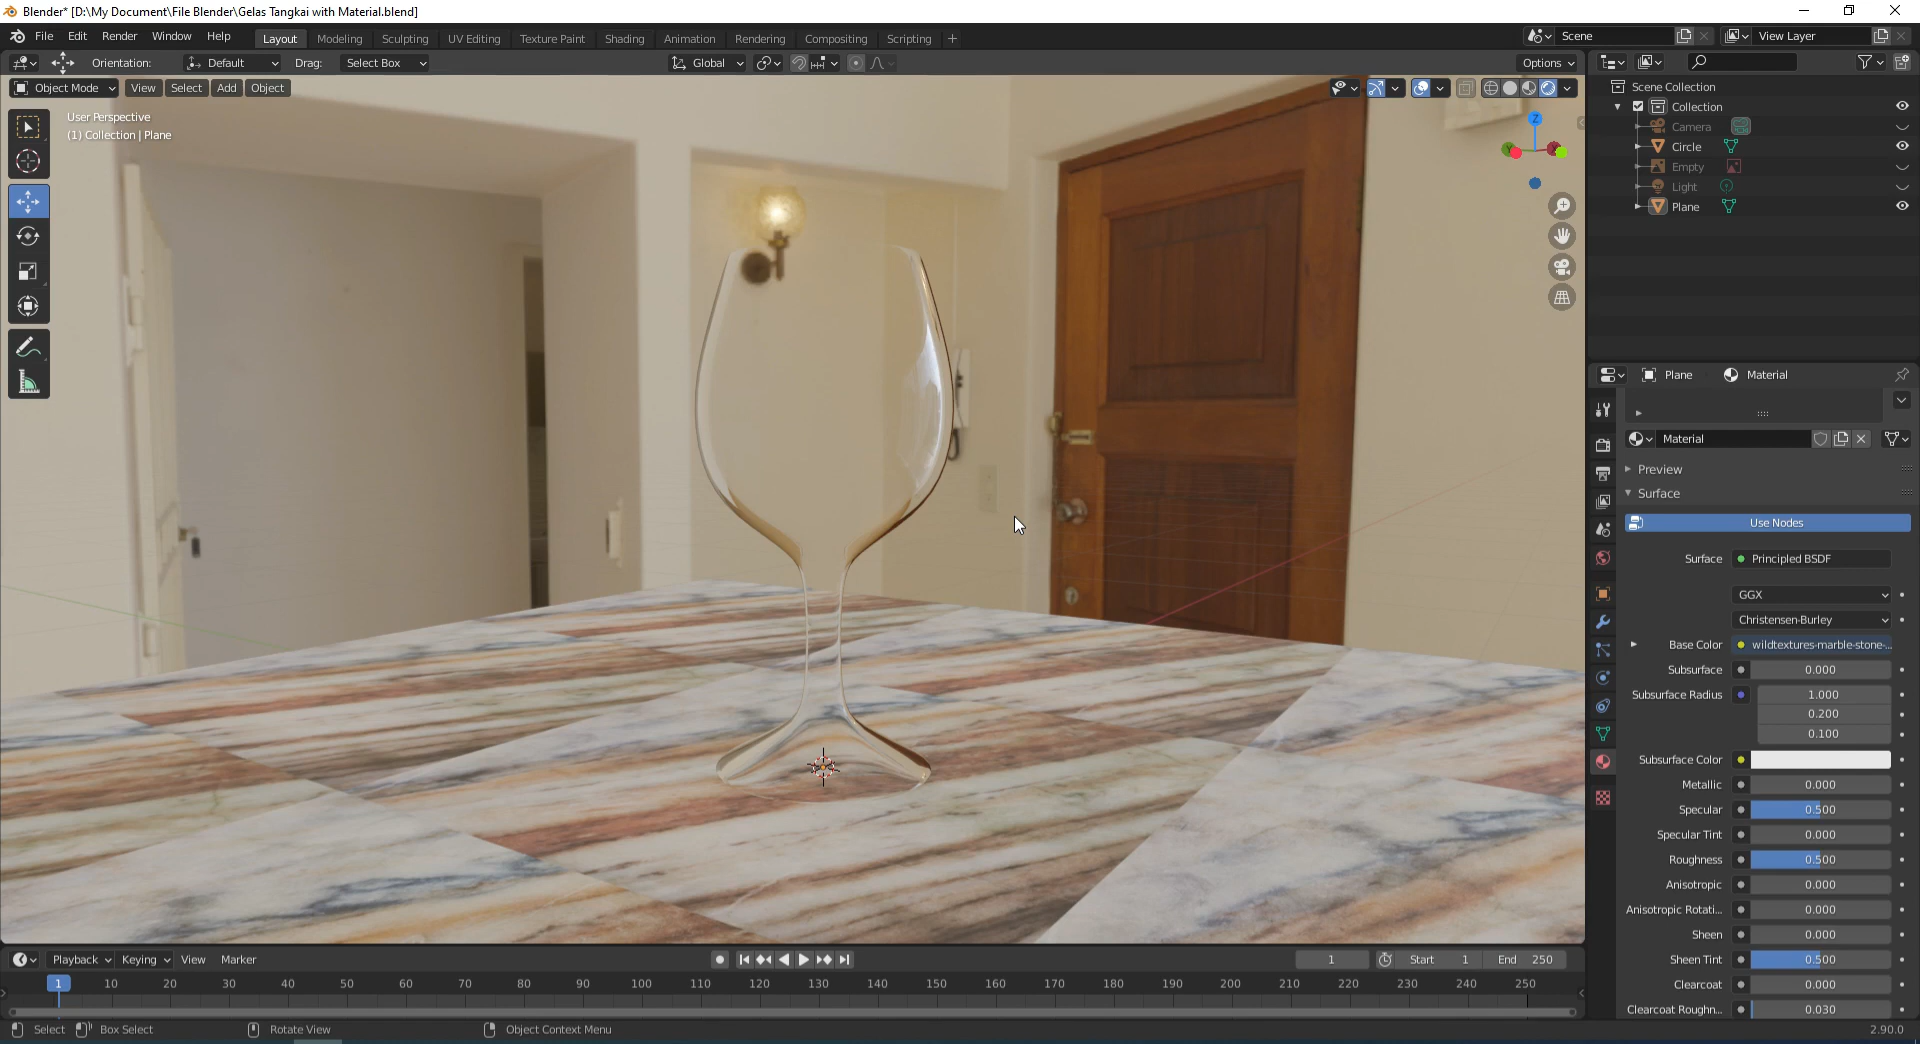 Blender* [D:\My Document\File Blender\Gelas Tangkai with Material.blend]
File Edit Render Window Help Layout Modeling Sculpting UV Editing Texture Paint Shading Animation Rendering Compositing Scripting + Scene View Layer
Orientation: Default Drag: Select Box Global Options
Object Mode View Select Add Object
User Perspective
(1) Collection | Plane
Z
Y
Scene Collection
Collection
Camera
Circle
Empty
Light
Plane
Plane Material
Material
Preview
Surface
Use Nodes
Surface Principled BSDF
GGX
Christensen-Burley
Base Color wildtextures-marble-stone-...
Subsurface 0.000
Subsurface Radius 1.000
0.200
0.100
Subsurface Color
Metallic 0.000
Specular 0.500
Specular Tint 0.000
Roughness 0.500
Anisotropic 0.000
Anisotropic Rotati... 0.000
Sheen 0.000
Sheen Tint 0.500
Clearcoat 0.000
Clearcoat Roughn... 0.030
Playback Keying View Marker 1 Start 1 End 250
1 10 20 30 40 50 60 70 80 90 100 110 120 130 140 150 160 170 180 190 200 210 220 230 240 250
Select Box Select Rotate View Object Context Menu 2.90.0